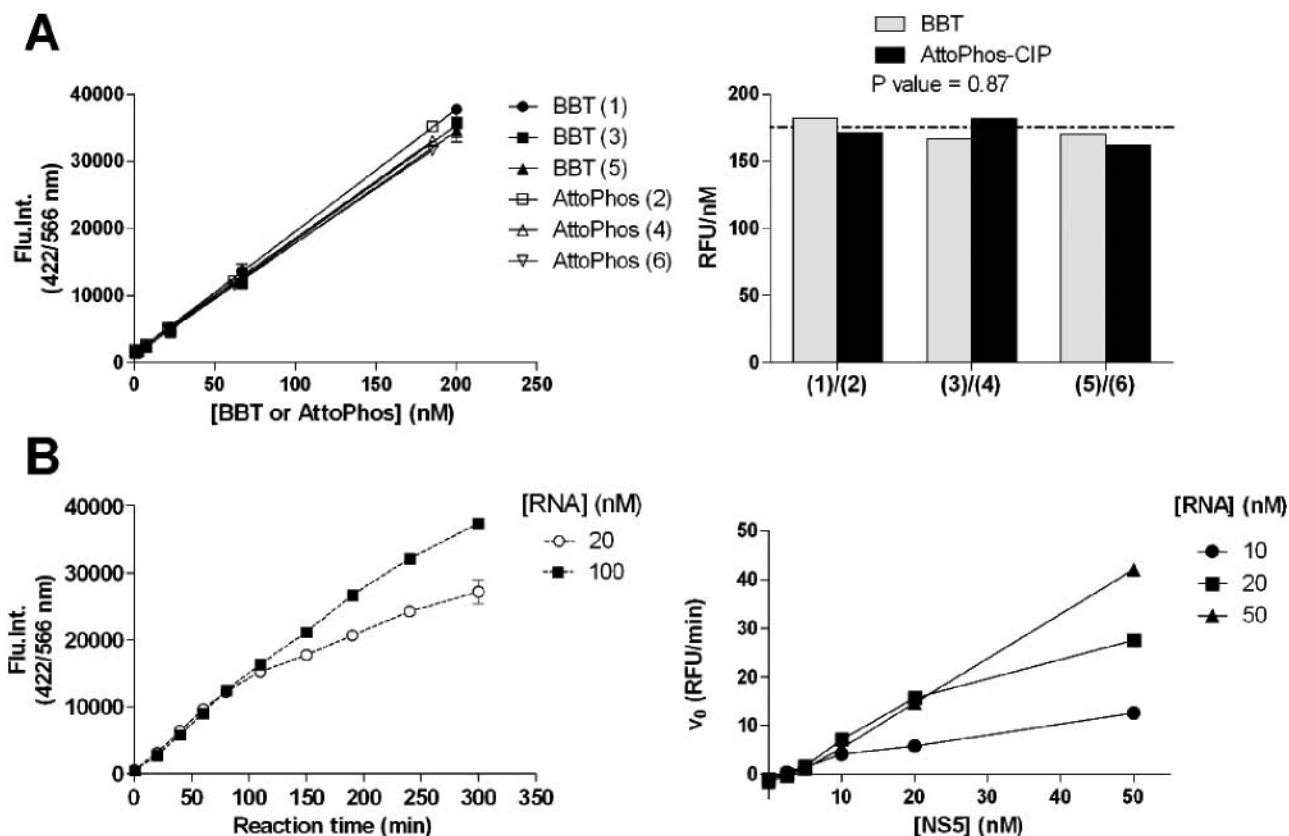 A
40000
30000
20000
10000
0
Flu.Int.
(422/566 nm)
0 50 100 150 200 250
[BBT or AttoPhos] (nM)
BBT (1)
BBT (3)
BBT (5)
AttoPhos (2)
AttoPhos (4)
AttoPhos (6)
BBT
AttoPhos-CIP
P value = 0.87
200
150
100
50
0
RFU/nM
(1)/(2) (3)/(4) (5)/(6)
B
40000
30000
20000
10000
0
Flu.Int.
(422/566 nm)
0 50 100 150 200 250 300 350
Reaction time (min)
[RNA] (nM)
20
100
50
40
30
20
10
0
v0 (RFU/min)
10 20 30 40 50
[NS5] (nM)
[RNA] (nM)
10
20
50